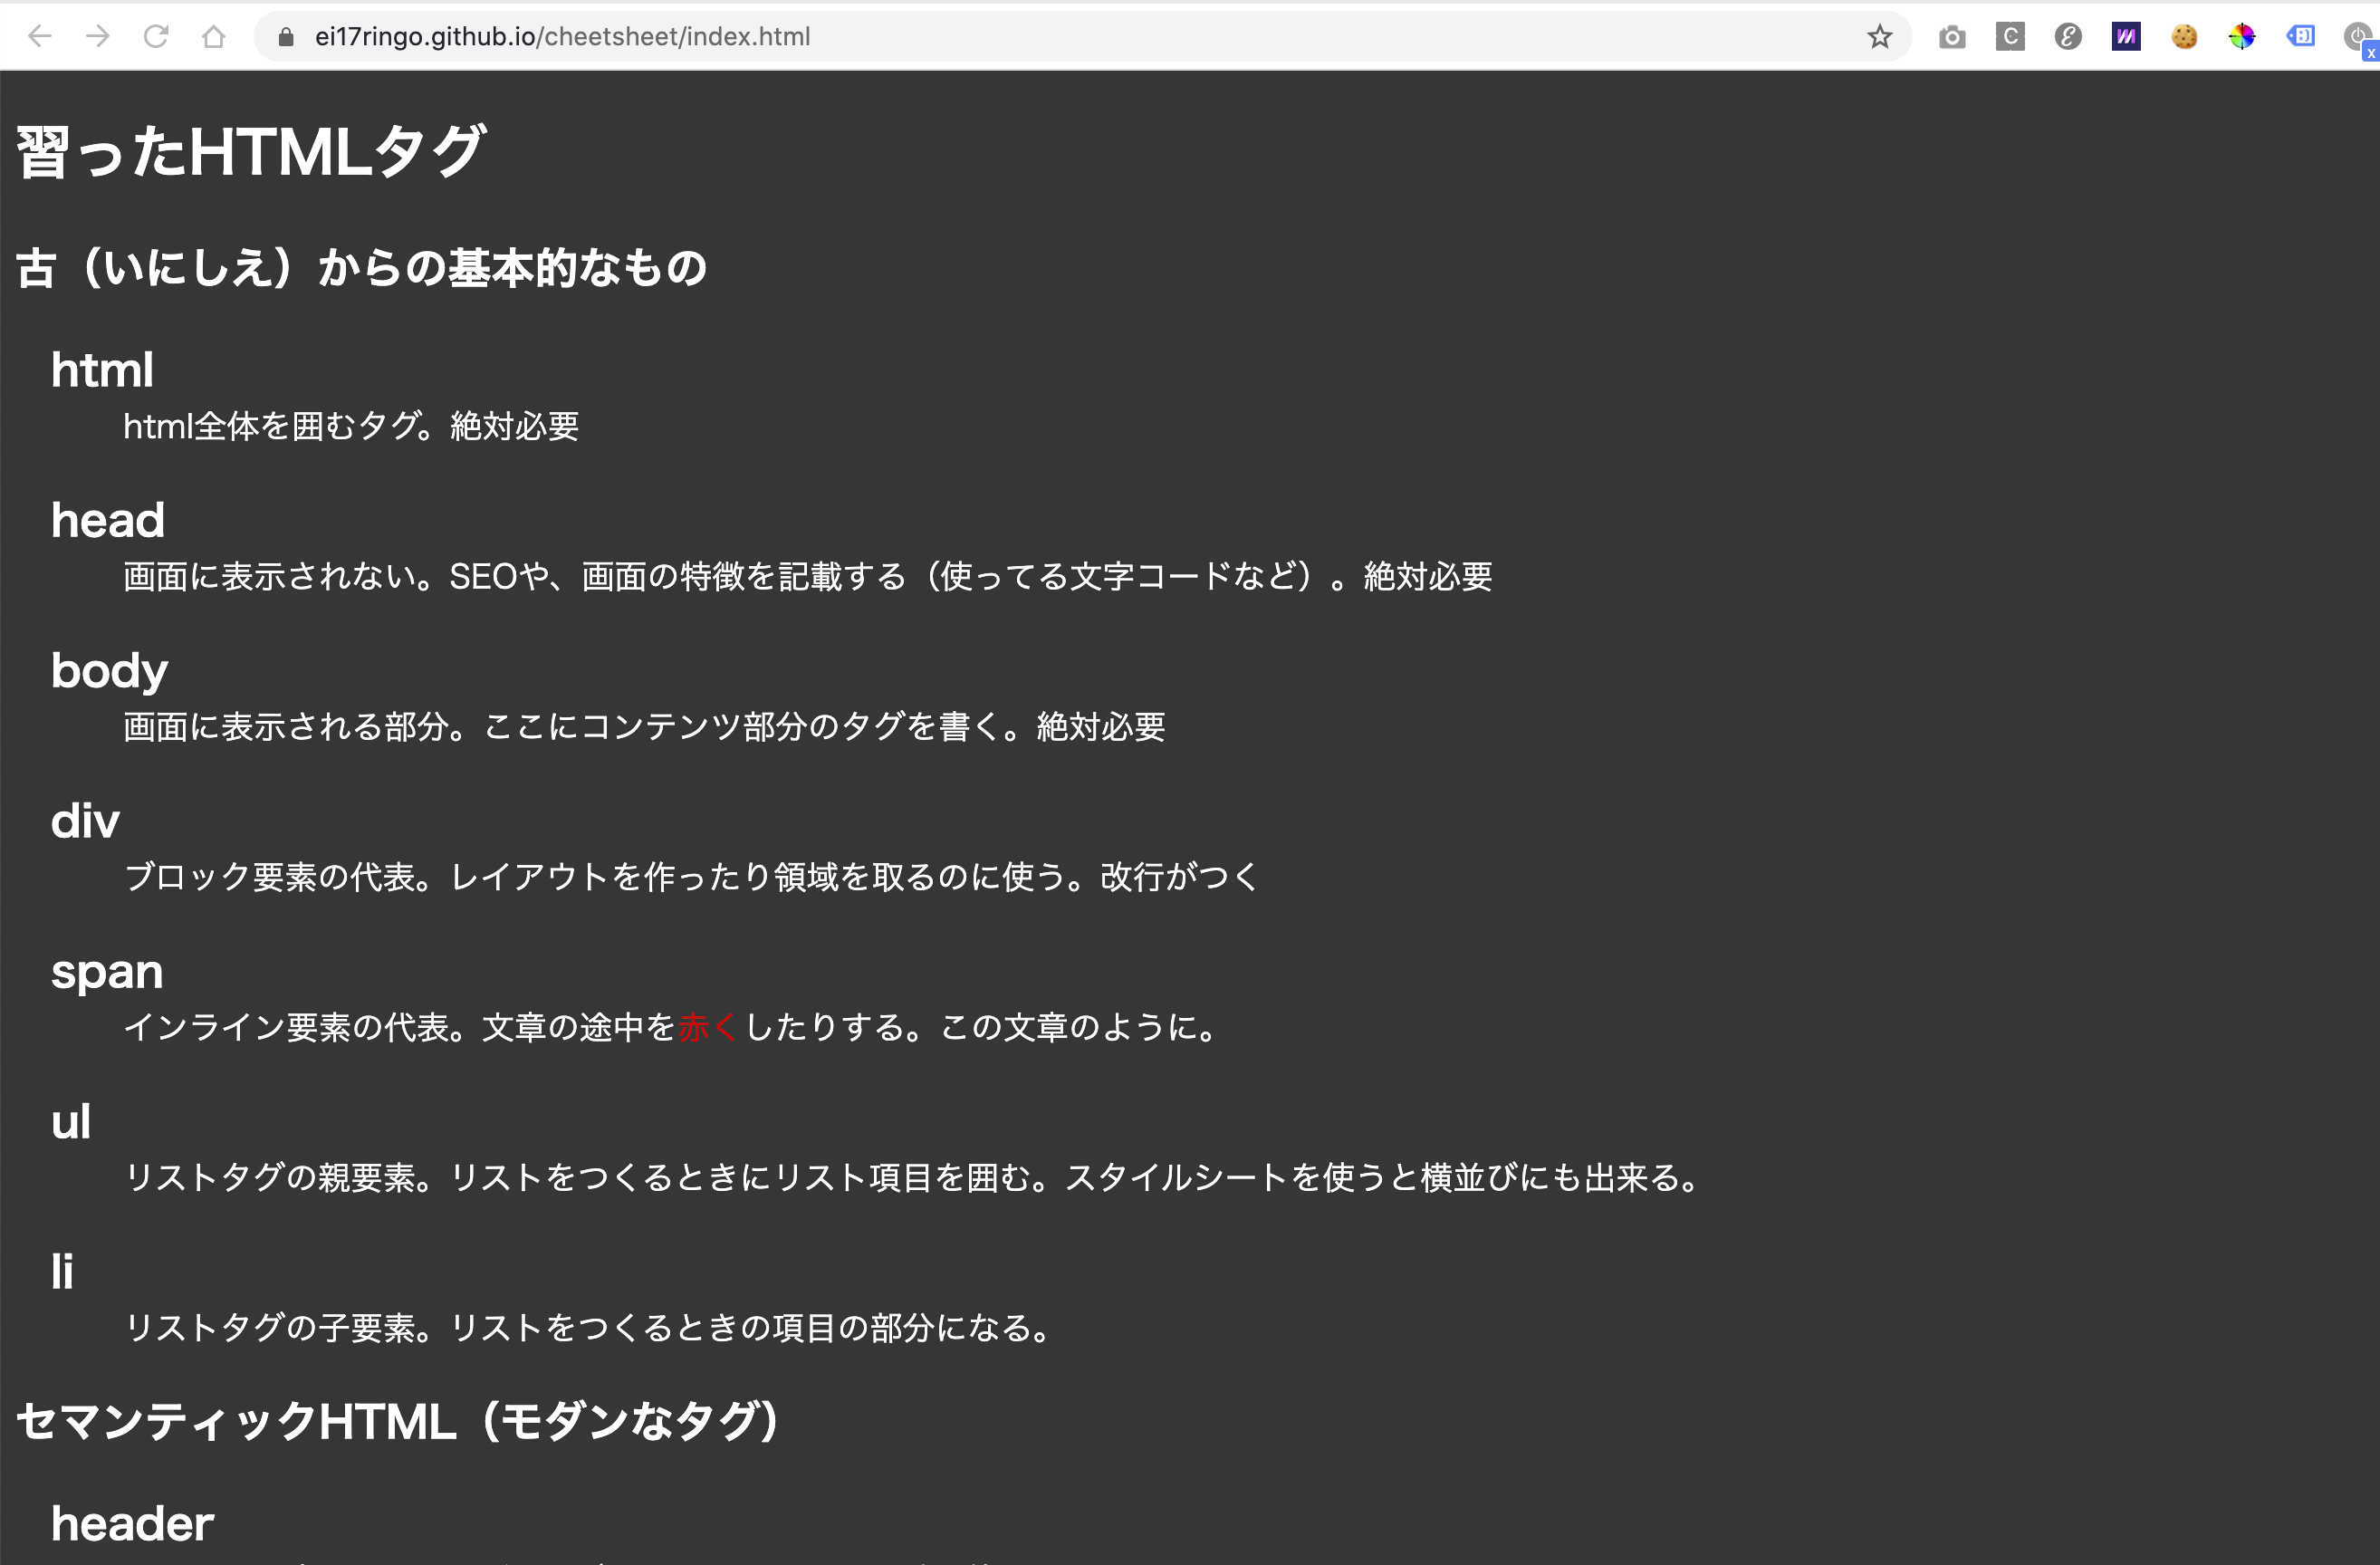 ei17ringo.github.io/cheetsheet/index.html
習ったHTMLタグ
古（いにしえ）からの基本的なもの
html
html全体を囲むタグ。絶対必要
head
画面に表示されない。SEOや、画面の特徴を記載する（使ってる文字コードなど）。絶対必要
body
画面に表示される部分。ここにコンテンツ部分のタグを書く。絶対必要
div
ブロック要素の代表。レイアウトを作ったり領域を取るのに使う。改行がつく
span
インライン要素の代表。文章の途中を赤くしたりする。この文章のように。
ul
リストタグの親要素。リストをつくるときにリスト項目を囲む。スタイルシートを使うと横並びにも出来る。
li
リストタグの子要素。リストをつくるときの項目の部分になる。
セマンティックHTML（モダンなタグ）
header